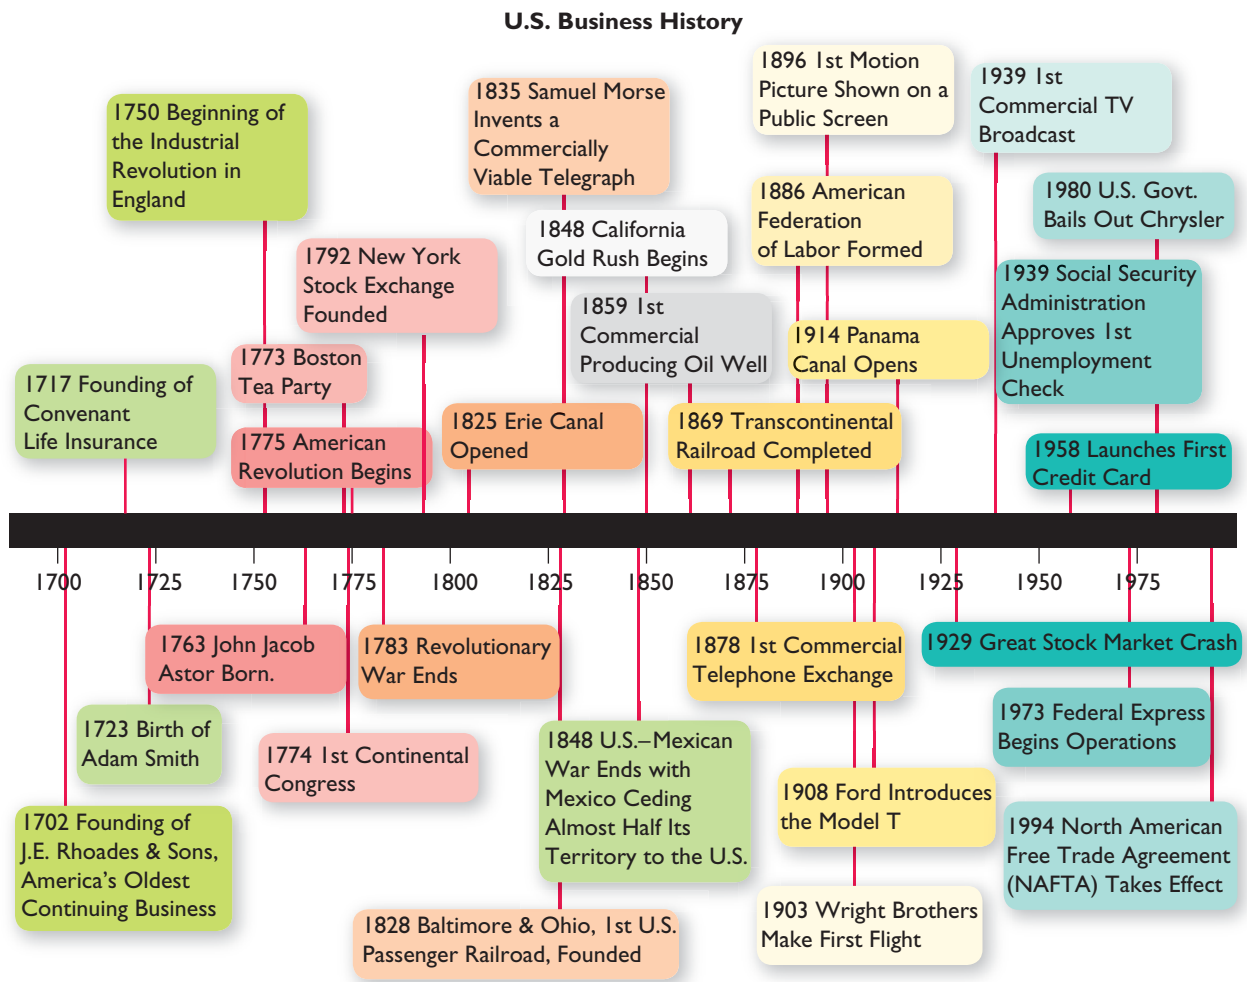 U.S. Business History
1750 Beginning of
the Industrial
Revolution in
England
1835 Samuel Morse
Invents a
Commercially
Viable Telegraph
1896 1st Motion
Picture Shown on a
Public Screen
1939 1st
Commercial TV
Broadcast
1792 New York
Stock Exchange
Founded
1848 California
Gold Rush Begins
1886 American
Federation
of Labor Formed
1980 U.S. Govt.
Bails Out Chrysler
1717 Founding of
Convenant
Life Insurance
1773 Boston
Tea Party
1859 1st
Commercial
Producing Oil Well
1914 Panama
Canal Opens
1939 Social Security
Administration
Approves 1st
Unemployment
Check
1775 American
Revolution Begins
1825 Erie Canal
Opened
1869 Transcontinental
Railroad Completed
1958 Launches First
Credit Card
1700 1725 1750 1775 1800 1825 1850 1875 1900 1925 1950 1975
1763 John Jacob
Astor Born.
1783 Revolutionary
War Ends
1878 1st Commercial
Telephone Exchange
1929 Great Stock Market Crash
1723 Birth of
Adam Smith
1774 1st Continental
Congress
1848 U.S.–Mexican
War Ends with
Mexico Ceding
Almost Half Its
Territory to the U.S.
1973 Federal Express
Begins Operations
1702 Founding of
J.E. Rhoades & Sons,
America's Oldest
Continuing Business
1908 Ford Introduces
the Model T
1994 North American
Free Trade Agreement
(NAFTA) Takes Effect
1828 Baltimore & Ohio, 1st U.S.
Passenger Railroad, Founded
1903 Wright Brothers
Make First Flight